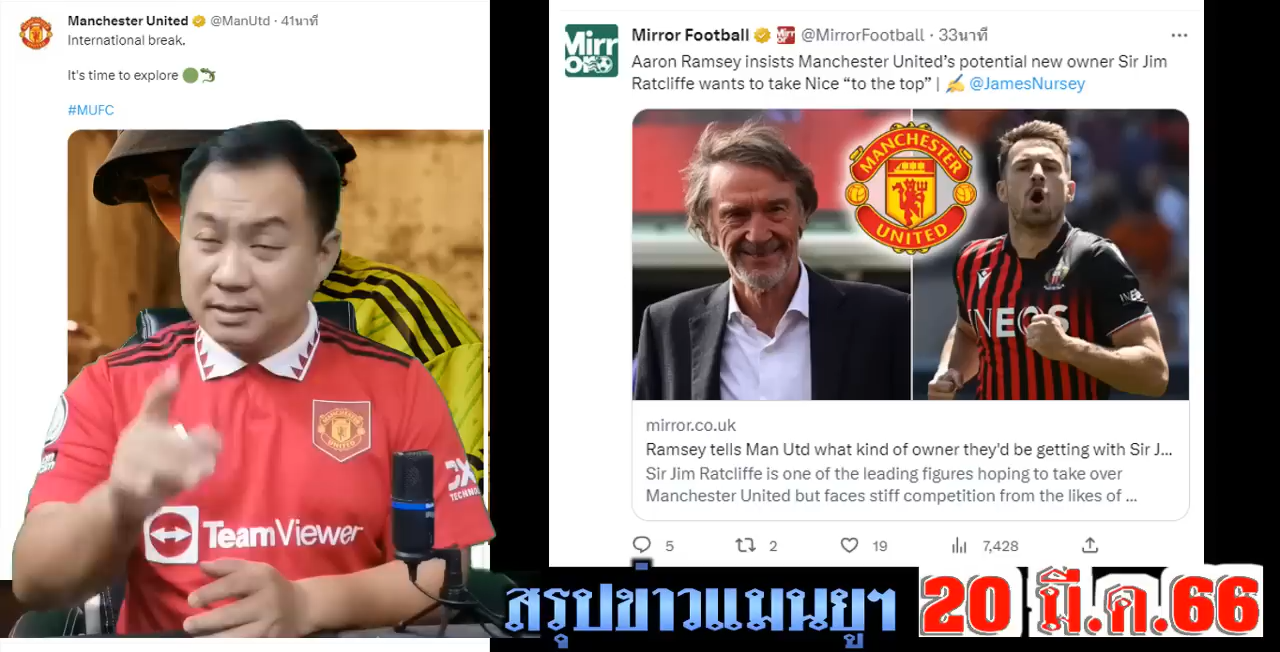 Manchester United @ManUtd · 41นาที
International break.
It's time to explore
#MUFC
Mirror Football @MirrorFootball · 33นาที
Aaron Ramsey insists Manchester United's potential new owner Sir Jim
Ratcliffe wants to take Nice “to the top” | ✍️ @JamesNursey
MANCHESTER
UNITED
INEOS
mirror.co.uk
Ramsey tells Man Utd what kind of owner they'd be getting with Sir J...
Sir Jim Ratcliffe is one of the leading figures hoping to take over
Manchester United but faces stiff competition from the likes of ...
5 2 19 7,428
MANCHESTER
UNITED
TeamViewer
สรุปข่าวแมนยูฯ 20 มี.ค.66